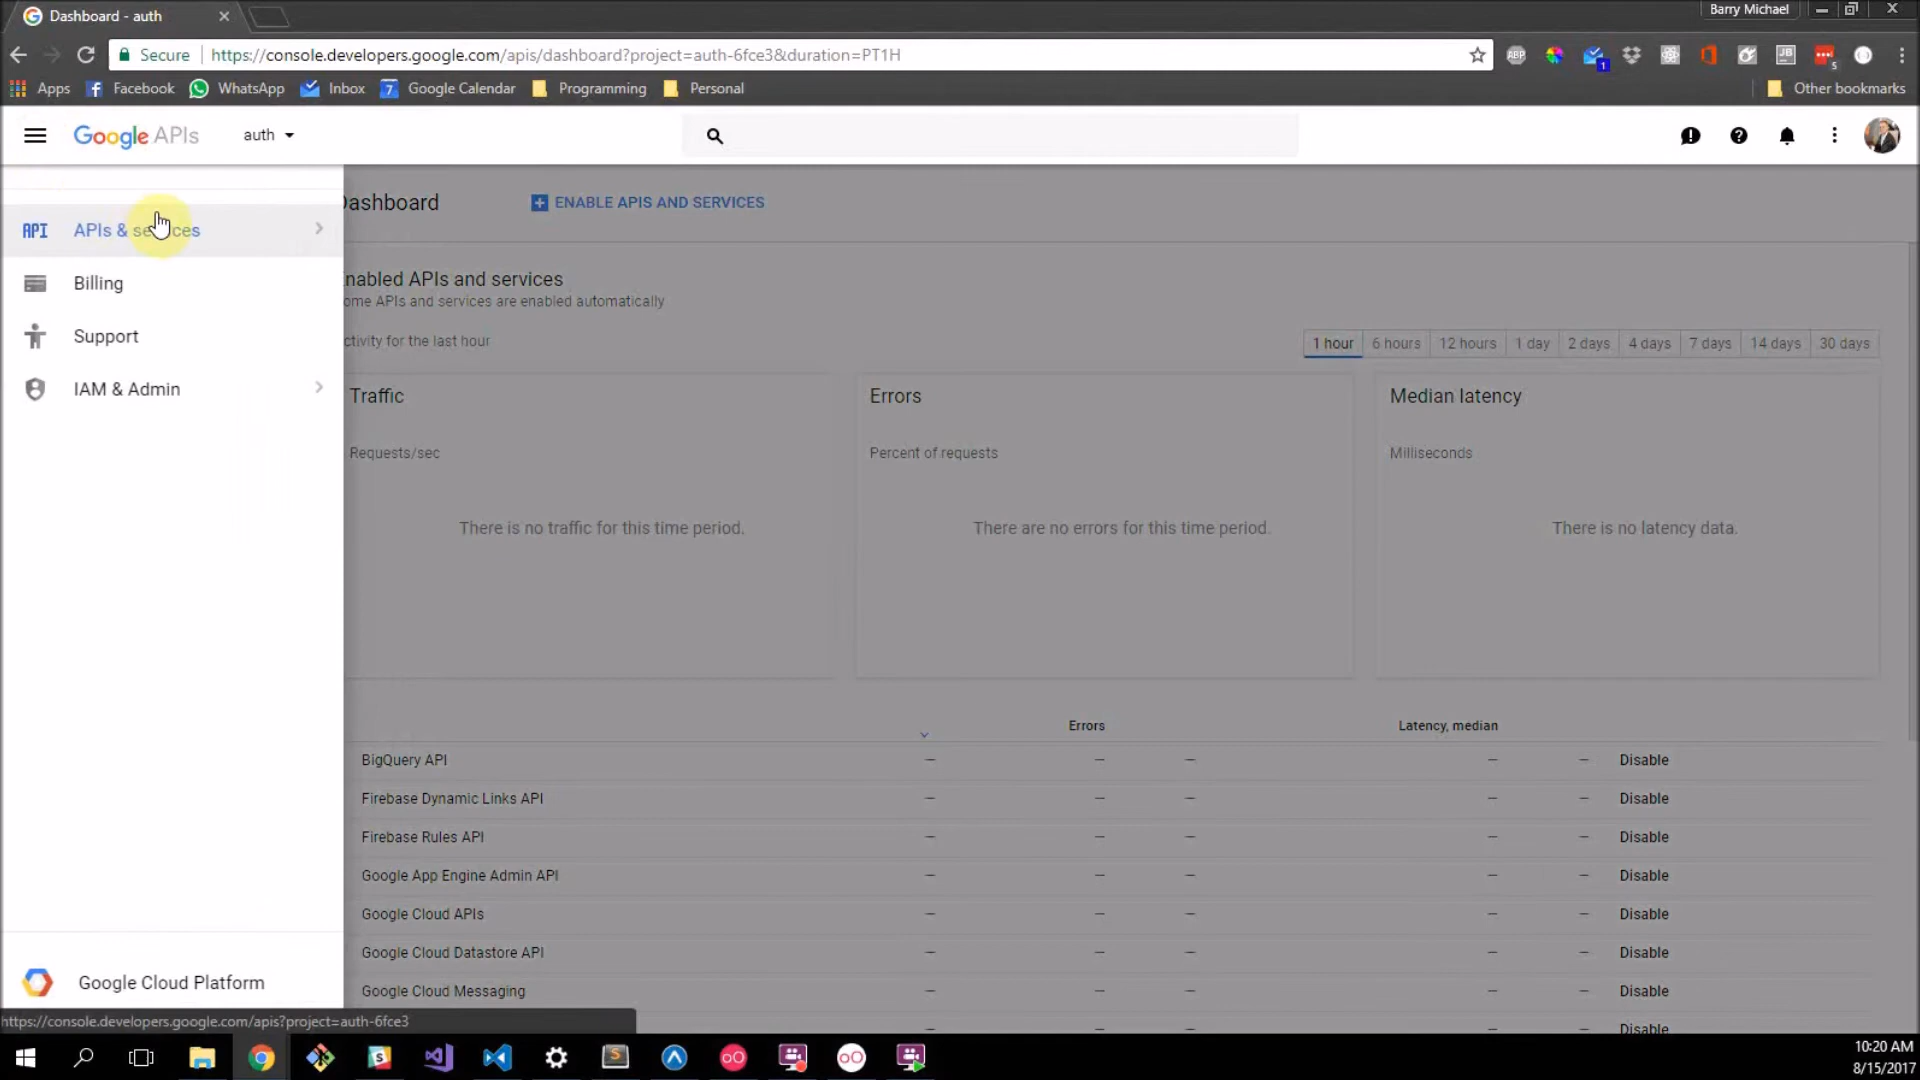 Dashboard - auth
Barry Michael
Secure
https://console.developers.google.com/apis/dashboard?project=auth-6fce3&duration=PT1H
ABP
1
JB
5
Apps
Facebook
WhatsApp
Inbox
7
Google Calendar
Programming
Personal
Other bookmarks
Google APIs
auth
API
APIs & services
Billing
Support
IAM & Admin
Google Cloud Platform
ashboard
ENABLE APIS AND SERVICES
nabled APIs and services
ome APIs and services are enabled automatically
ctivity for the last hour
1 hour
6 hours
12 hours
1 day
2 days
4 days
7 days
14 days
30 days
Traffic
Requests/sec
There is no traffic for this time period.
Errors
Percent of requests
There are no errors for this time period.
Median latency
Milliseconds
There is no latency data.
Errors
Latency, median
BigQuery API — — — — — Disable
Firebase Dynamic Links API — — — — — Disable
Firebase Rules API — — — — — Disable
Google App Engine Admin API — — — — — Disable
Google Cloud APIs — — — — — Disable
Google Cloud Datastore API — — — — — Disable
Google Cloud Messaging — — — — — Disable
— — — — — Disable
https://console.developers.google.com/apis?project=auth-6fce3
10:20 AM
8/15/2017